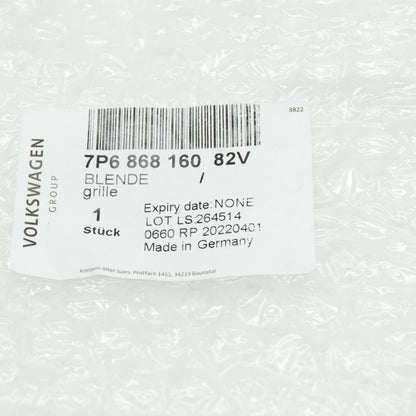 3822
VOLKSWAGEN
GROUP
7P6 868 160 82V
BLENDE /
grille
1
Stück
Expiry date: NONE
LOT LS:264514
0660 RP 20220401
Made in Germany
Konzern After Sales, Postfach 1451, 34219 Baunatal